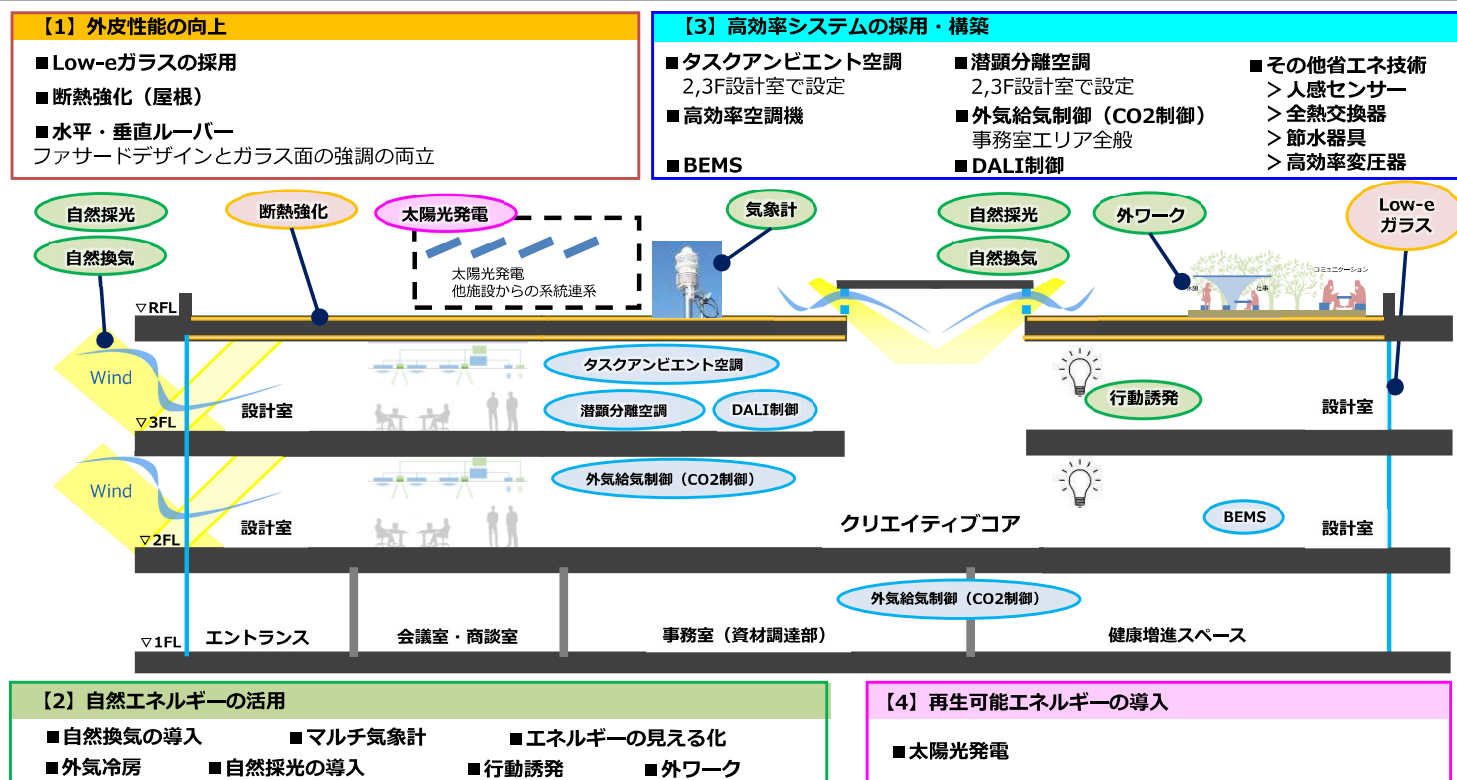 【1】外皮性能の向上
■Low-eガラスの採用
■断熱強化（屋根）
■水平・垂直ルーバー
ファサードデザインとガラス面の強調の両立
【3】高効率システムの採用・構築
■タスクアンビエント空調
2,3F設計室で設定
■高効率空調機
■BEMS
■潜顕分離空調
2,3F設計室で設定
■外気給気制御（CO2制御）
事務室エリア全般
■DALI制御
■その他省エネ技術
＞人感センサー
＞全熱交換器
＞節水器具
＞高効率変圧器
自然採光
自然換気
断熱強化
太陽光発電
太陽光発電
他施設からの系統連系
気象計
自然採光
自然換気
外ワーク
Low-e
ガラス
コミュニケーション
仕事
▽RFL
Wind
設計室
▽3FL
タスクアンビエント空調
潜顕分離空調
DALI制御
行動誘発
設計室
Wind
設計室
▽2FL
外気給気制御（CO2制御）
クリエイティブコア
BEMS
設計室
外気給気制御（CO2制御）
▽1FL
エントランス
会議室・商談室
事務室（資材調達部）
健康増進スペース
【2】自然エネルギーの活用
■自然換気の導入
■マルチ気象計
■エネルギーの見える化
■外気冷房
■自然採光の導入
■行動誘発
■外ワーク
【4】再生可能エネルギーの導入
■太陽光発電